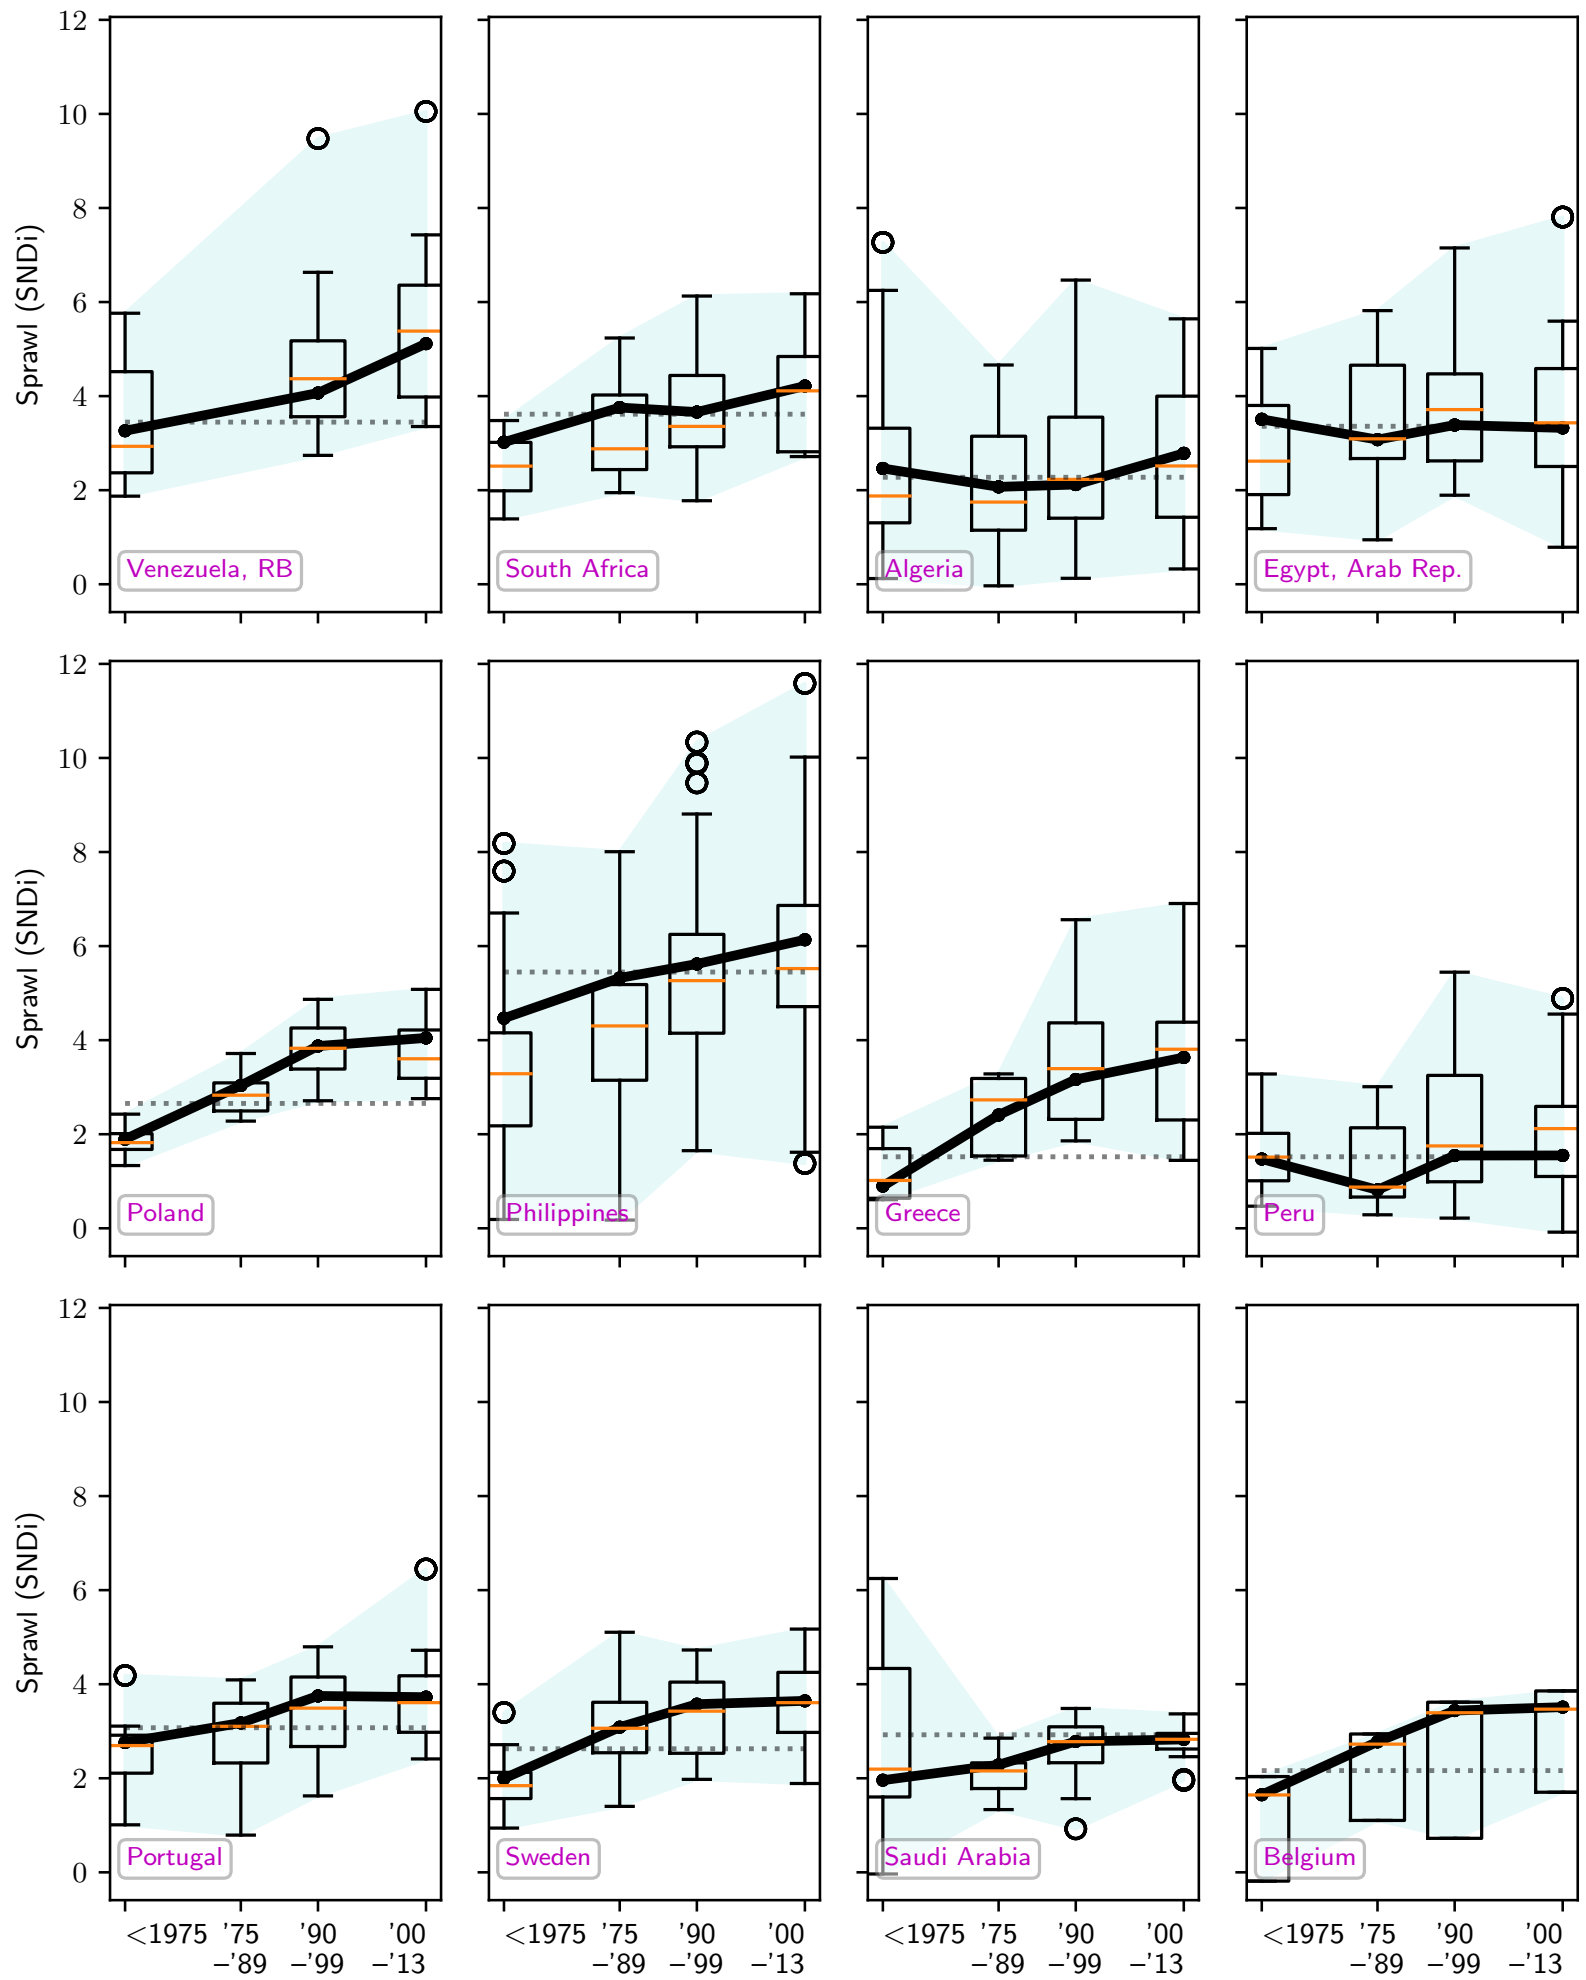 12
10
8
6
4
2
0
Sprawl (SNDi)
Venezuela, RB
South Africa
Algeria
Egypt, Arab Rep.
12
10
8
6
4
2
0
Sprawl (SNDi)
Poland
Philippines
Greece
Peru
12
10
8
6
4
2
0
Sprawl (SNDi)
Portugal
Sweden
Saudi Arabia
Belgium
<1975 '75 '90 '00
–'89 –'99 –'13
<1975 '75 '90 '00
–'89 –'99 –'13
<1975 '75 '90 '00
–'89 –'99 –'13
<1975 '75 '90 '00
–'89 –'99 –'13